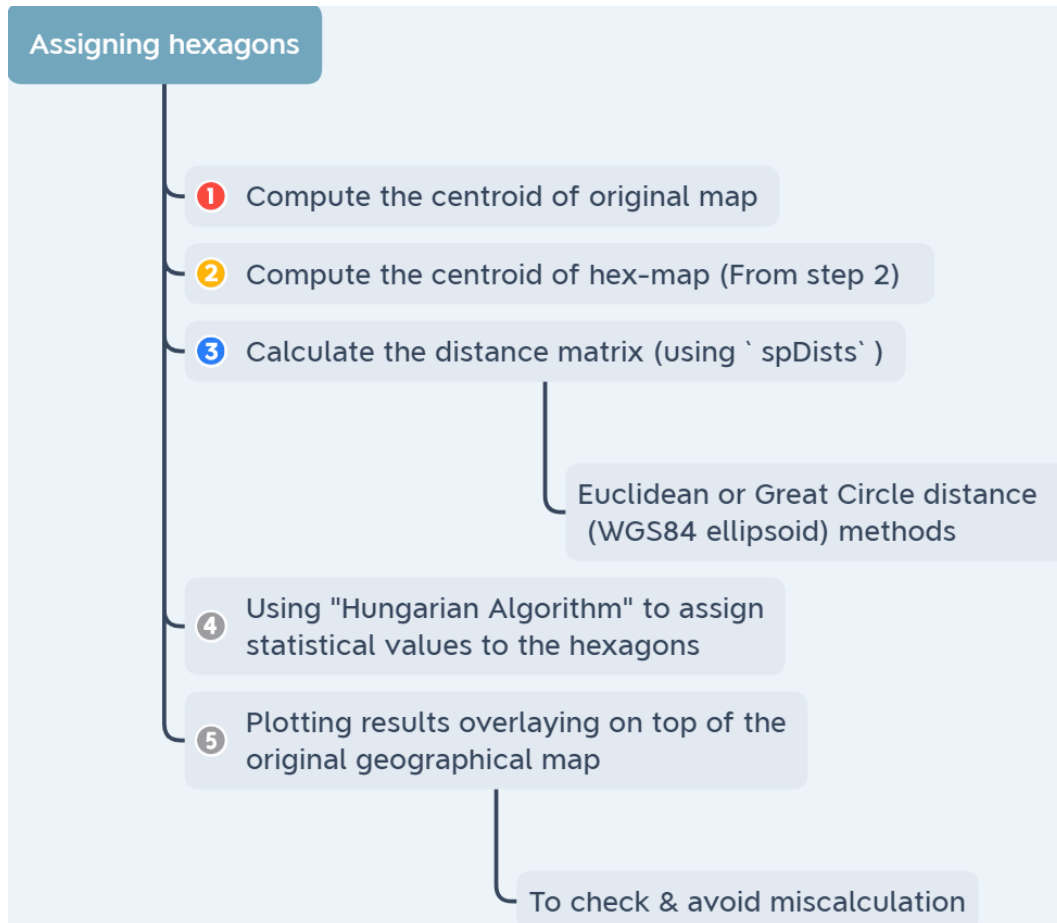 Assigning hexagons
1 Compute the centroid of original map
2 Compute the centroid of hex-map (From step 2)
3 Calculate the distance matrix (using ` spDists` )
Euclidean or Great Circle distance
(WGS84 ellipsoid) methods
4 Using "Hungarian Algorithm" to assign
statistical values to the hexagons
5 Plotting results overlaying on top of the
original geographical map
To check & avoid miscalculation